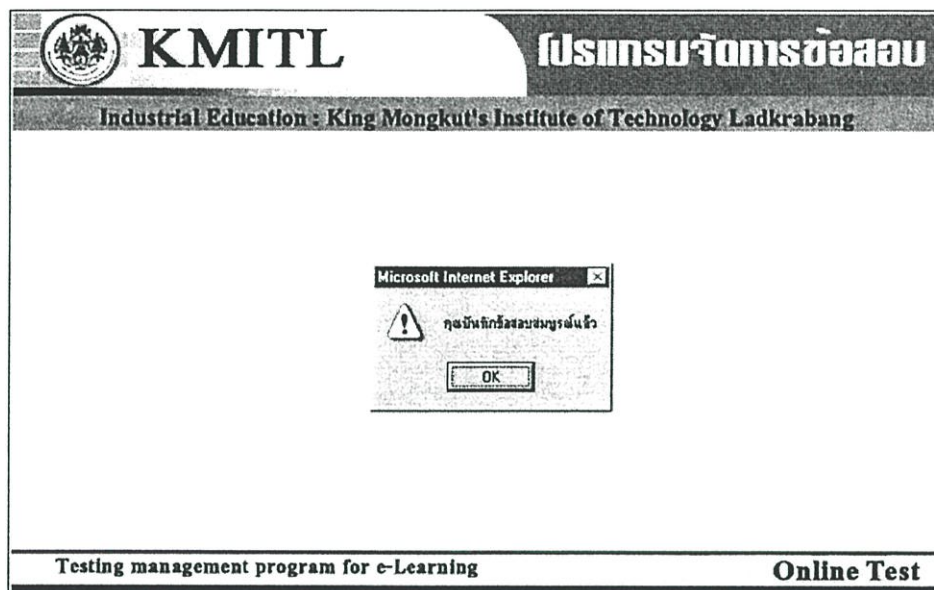 KMITL
โปรแกรมจัดการข้อสอบ
Industrial Education : King Mongkut's Institute of Technology Ladkrabang
Microsoft Internet Explorer
คุณบันทึกข้อสอบสมบูรณ์แล้ว
OK
Testing management program for e-Learning
Online Test